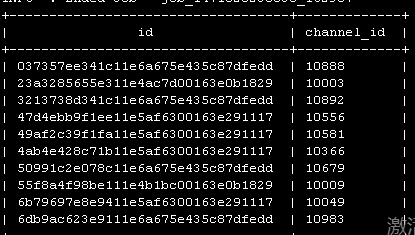 id channel_id
037357ee341c11e6a675e435c87dfedd 10888
23a3285655e311e4ac7d00163e0b1829 10003
3213738d341c11e6a675e435c87dfedd 10892
47d4ebb9f1ee11e5af6300163e291117 10556
49af2c39f1fa11e5af6300163e291117 10581
4ab4e428c71b11e5af6300163e291117 10366
50991c2e078c11e6a675e435c87dfedd 10679
55f8a4f98be111e4b1bc00163e0b1829 10009
6b79697e8e9411e5af6300163e291117 10049
6db9ac623e9111e6a675e435c87dfedd 10983
激